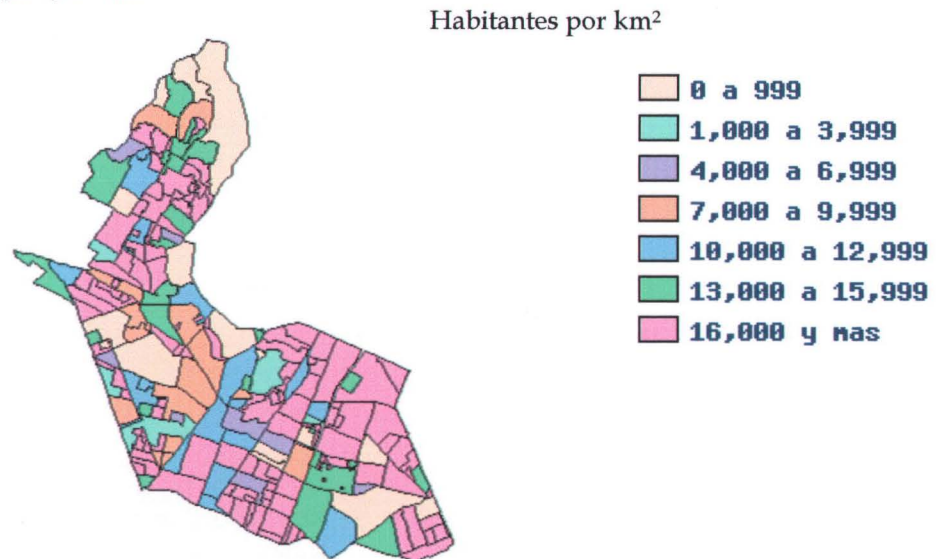 Habitantes por km²
0 a 999
1,000 a 3,999
4,000 a 6,999
7,000 a 9,999
10,000 a 12,999
13,000 a 15,999
16,000 y mas